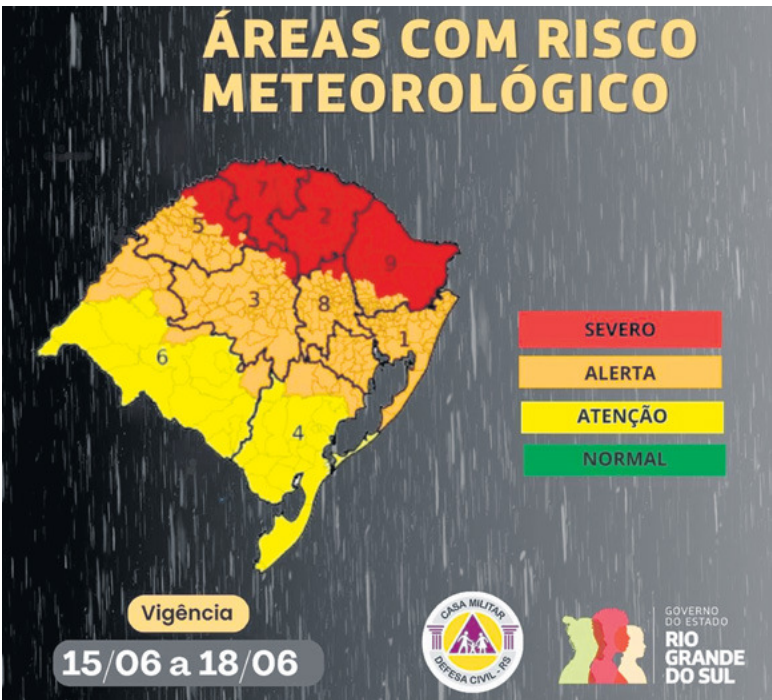 ÁREAS COM RISCO
METEOROLÓGICO
7
2
5
9
3
8
1
6
4
SEVERO
ALERTA
ATENÇÃO
NORMAL
Vigência
15/06 a 18/06
CASA MILITAR
DEFESA CIVIL - RS
GOVERNO
DO ESTADO
RIO
GRANDE
DO SUL